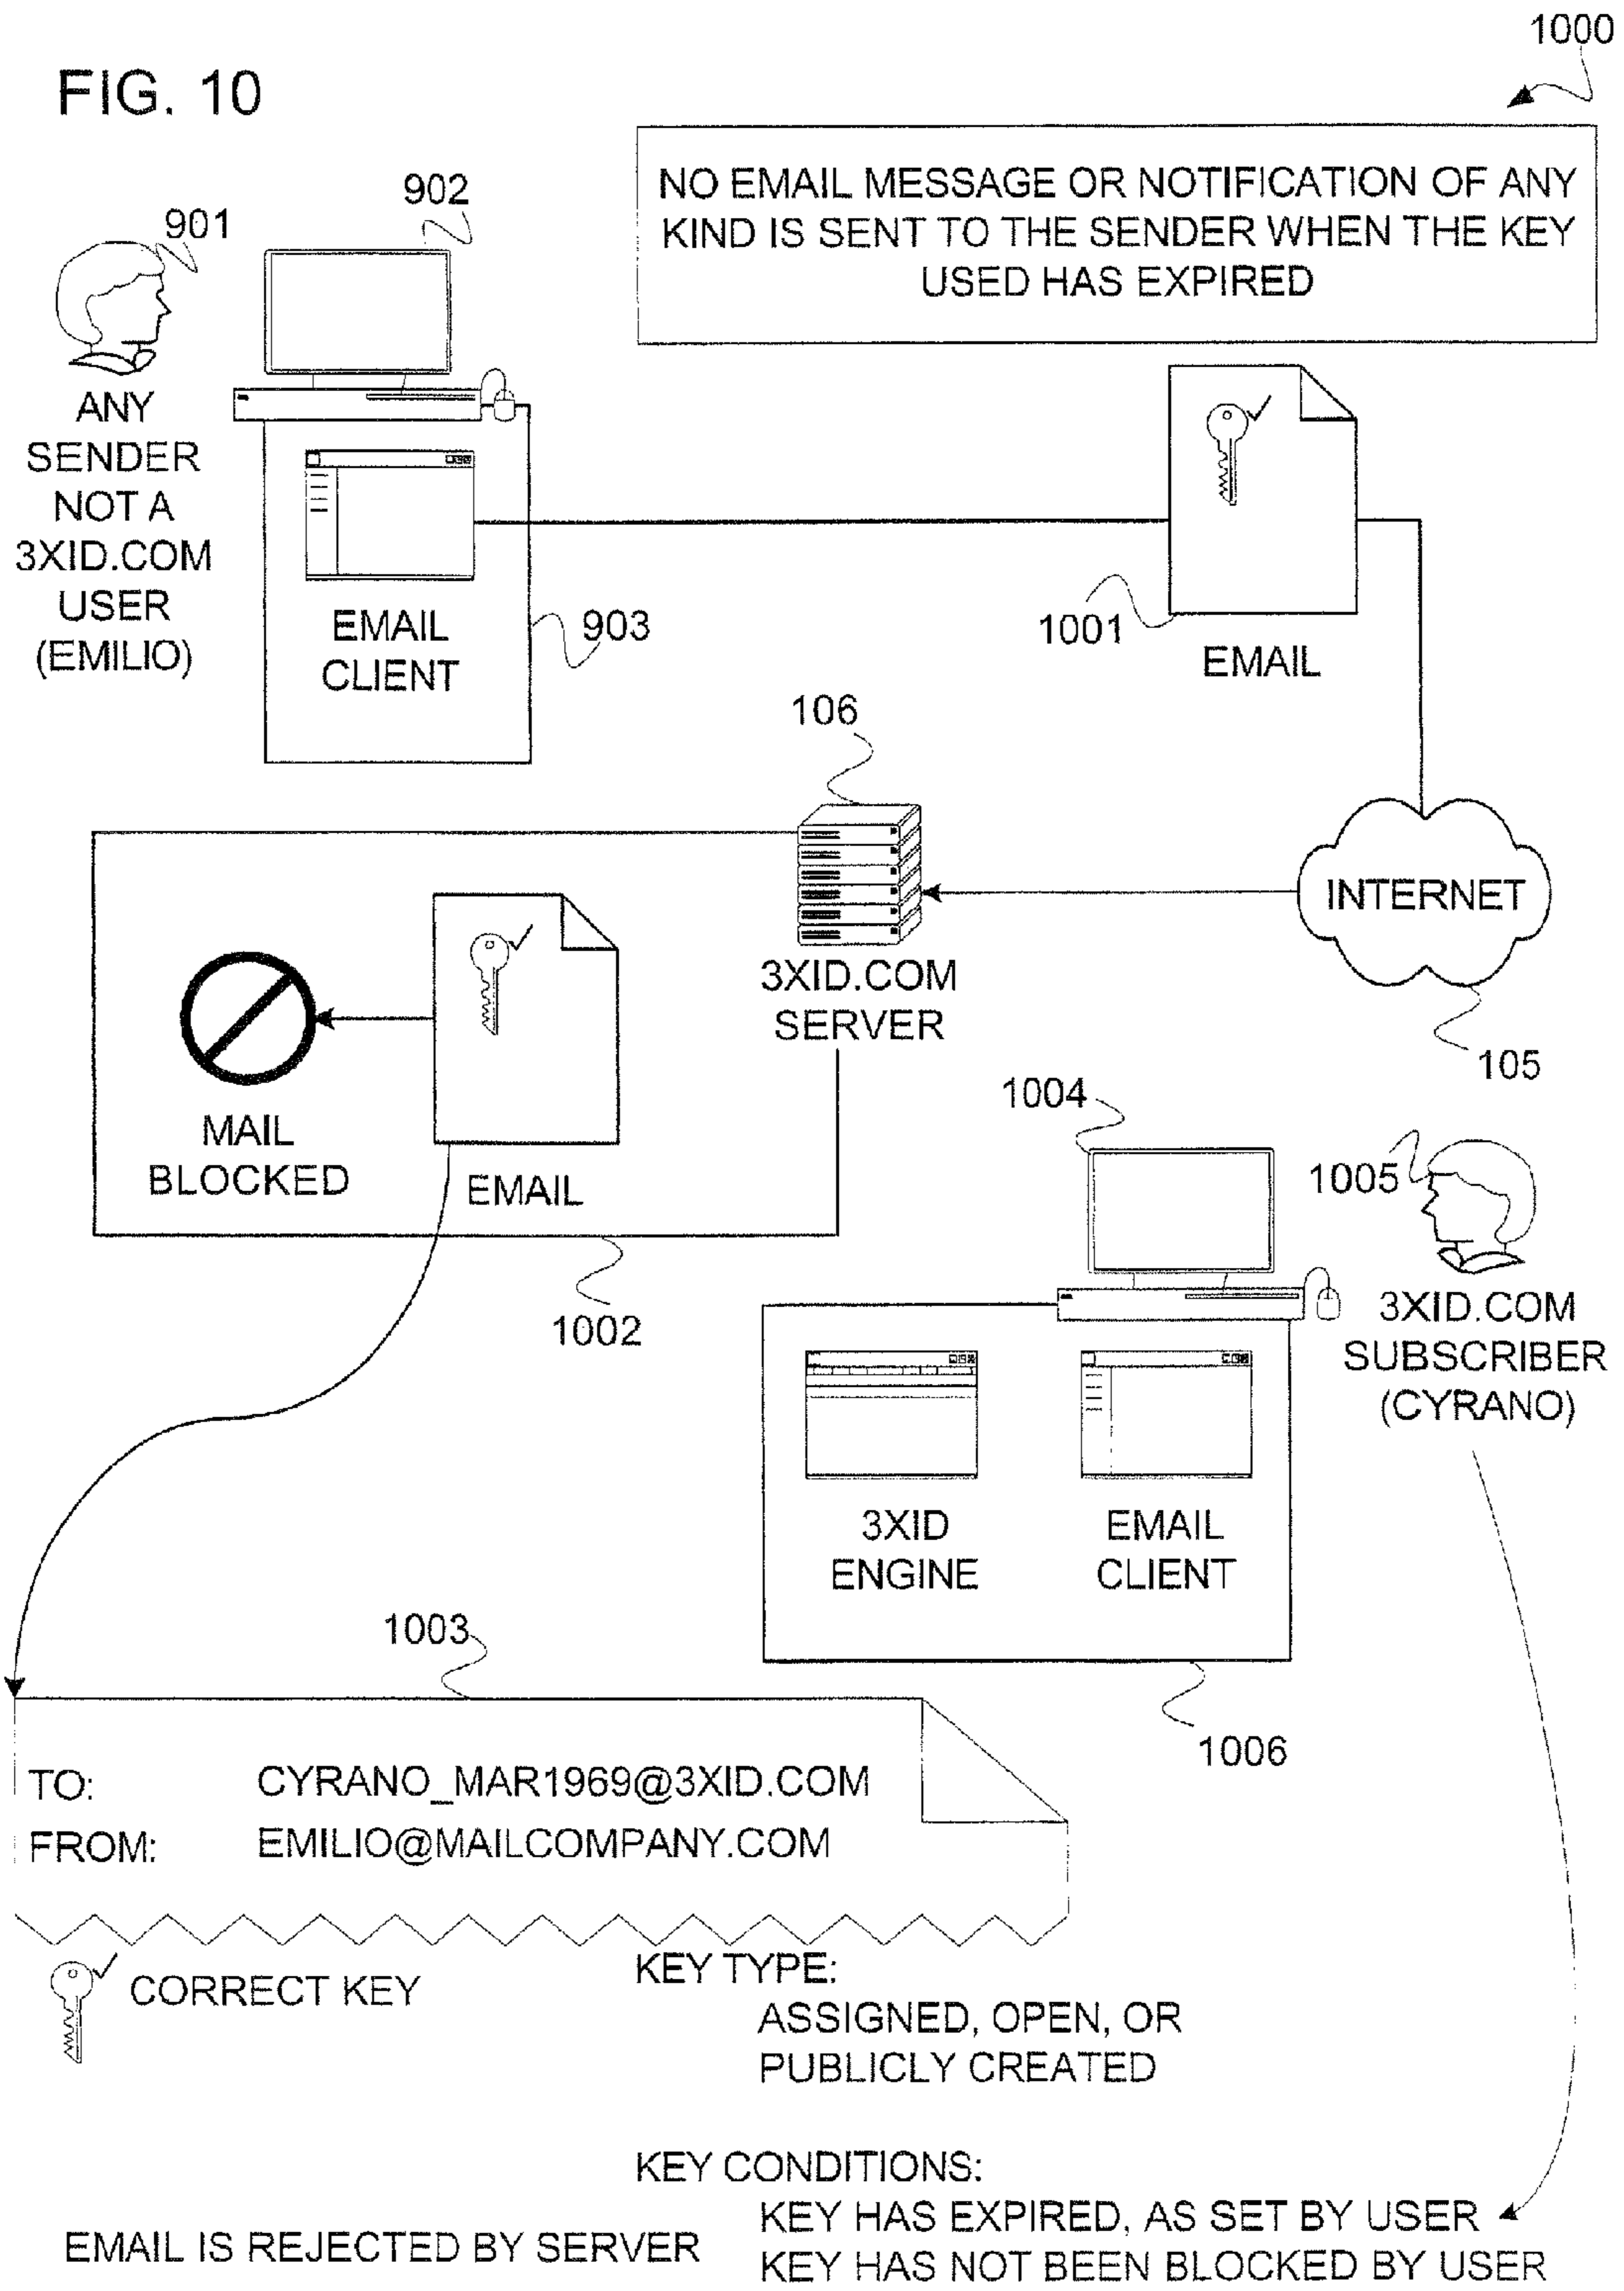 1000
FIG. 10
NO EMAIL MESSAGE OR NOTIFICATION OF ANY
KIND IS SENT TO THE SENDER WHEN THE KEY
USED HAS EXPIRED
902
901
ANY
SENDER
NOT A
3XID.COM
USER
(EMILIO)
EMAIL
CLIENT
903
1001
EMAIL
106
INTERNET
3XID.COM
SERVER
105
MAIL
BLOCKED
EMAIL
1002
1004
1005
3XID.COM
SUBSCRIBER
(CYRANO)
3XID
ENGINE
EMAIL
CLIENT
1006
1003
TO: CYRANO_MAR1969@3XID.COM
FROM: EMILIO@MAILCOMPANY.COM
CORRECT KEY
KEY TYPE:
ASSIGNED, OPEN, OR
PUBLICLY CREATED
KEY CONDITIONS:
KEY HAS EXPIRED, AS SET BY USER
KEY HAS NOT BEEN BLOCKED BY USER
EMAIL IS REJECTED BY SERVER